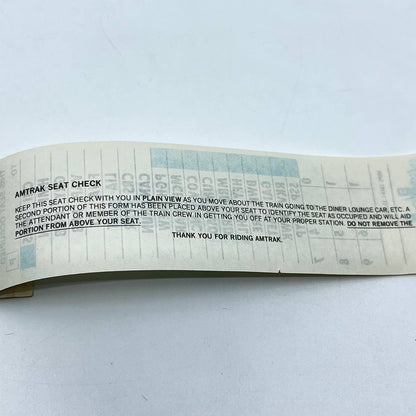 AMTRAK SEAT CHECK
KEEP THIS SEAT CHECK WITH YOU IN PLAIN VIEW AS YOU MOVE ABOUT THE TRAIN GOING TO THE DINER LOUNGE CAR, ETC. A
SECOND PORTION OF THIS FORM HAS BEEN PLACED ABOVE YOUR SEAT TO IDENTIFY THE SEAT AS OCCUPIED AND WILL AID
THE ATTENDANT OR MEMBER OF THE TRAIN CREW IN GETTING YOU OFF AT YOUR PROPER STATION. DO NOT REMOVE THE
PORTION FROM ABOVE YOUR SEAT.
THANK YOU FOR RIDING AMTRAK.